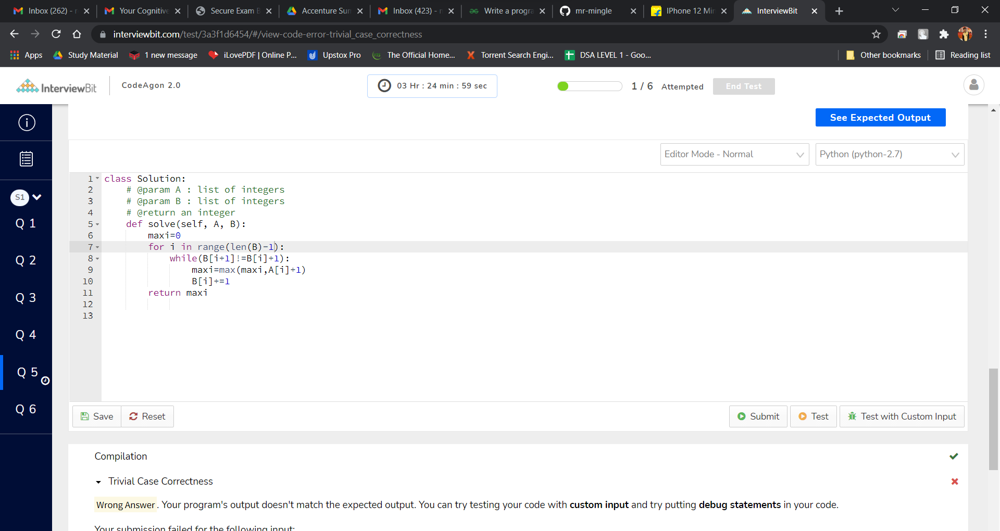 Inbox (262) -
Your Cognitive
Secure Exam B
Accenture Sum
Inbox (423) -
Write a progra
mr-mingle
IPhone 12 Min
InterviewBit
interviewbit.com/test/3a3f1d6454/#/view-code-error-trivial_case_correctness
Apps
Study Material
1 new message
iLovePDF | Online P...
Upstox Pro
The Official Home...
Torrent Search Engi...
DSA LEVEL 1 - Goo...
Other bookmarks
Reading list
InterviewBit
CodeAgon 2.0
03 Hr : 24 min : 59 sec
1 / 6 Attempted
End Test
See Expected Output
Editor Mode - Normal
Python (python-2.7)
S1
Q 1
Q 2
Q 3
Q 4
Q 5
Q 6
1 class Solution:
2 # @param A : list of integers
3 # @param B : list of integers
4 # @return an integer
5 def solve(self, A, B):
6 maxi=0
7 for i in range(len(B)-1):
8 while(B[i+1]!=B[i]+1):
9 maxi=max(maxi,A[i]+1)
10 B[i]+=1
11 return maxi
12
13
Save
Reset
Submit
Test
Test with Custom Input
Compilation
Trivial Case Correctness
Wrong Answer. Your program's output doesn't match the expected output. You can try testing your code with custom input and try putting debug statements in your code.
Your submission failed for the following input: